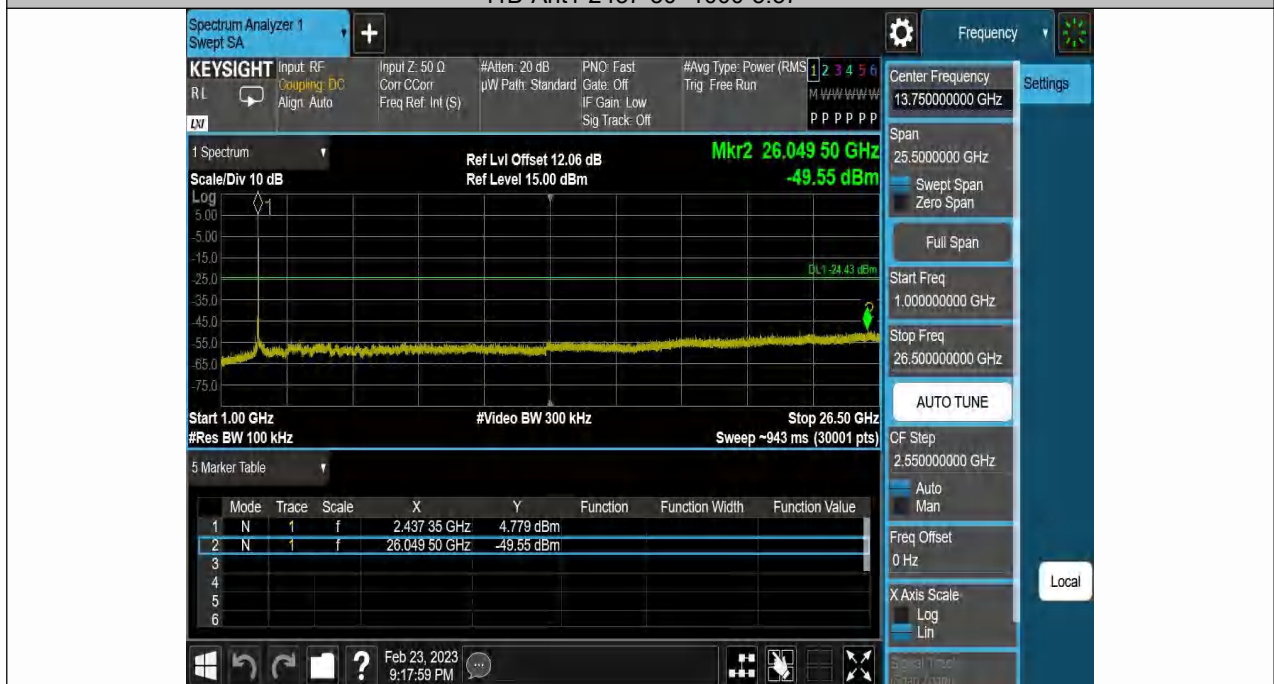 Spectrum Analyzer 1
Swept SA
+
Frequency
KEYSIGHT
RL
LXI
Input: RF
Coupling: DC
Align: Auto
Input Z: 50 Ω
Corr CCorr
Freq Ref: Int (S)
#Atten: 20 dB
µW Path: Standard
PNO: Fast
Gate: Off
IF Gain: Low
Sig Track: Off
#Avg Type: Power (RMS
Trig: Free Run
1 2 3 4 5 6
M W W W W W
P P P P P P
Center Frequency
13.750000000 GHz
Settings
1 Spectrum
Scale/Div 10 dB
Ref Lvl Offset 12.06 dB
Ref Level 15.00 dBm
Mkr2 26.049 50 GHz
-49.55 dBm
Span
25.5000000 GHz
Swept Span
Zero Span
Full Span
Log
1
5.00
-5.00
-15.0
-25.0
-35.0
-45.0
-55.0
-65.0
-75.0
DL1 -24.43 dBm
2
Start Freq
1.000000000 GHz
Stop Freq
26.500000000 GHz
AUTO TUNE
Start 1.00 GHz
#Video BW 300 kHz
Stop 26.50 GHz
#Res BW 100 kHz
Sweep ~943 ms (30001 pts)
CF Step
2.550000000 GHz
Auto
Man
5 Marker Table
Mode Trace Scale X Y Function Function Width Function Value
1 N 1 f 2.437 35 GHz 4.779 dBm
2 N 1 f 26.049 50 GHz -49.55 dBm
3
4
5
6
Freq Offset
0 Hz
X Axis Scale
Log
Lin
Local
?
Feb 23, 2023
9:17:59 PM